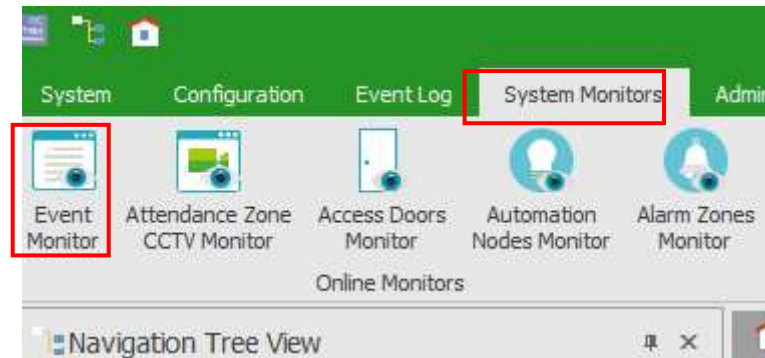 System Configuration Event Log System Monitors Admi
Event Monitor
Attendance Zone CCTV Monitor
Access Doors Monitor
Automation Nodes Monitor
Alarm Zones Monitor
Online Monitors
Navigation Tree View